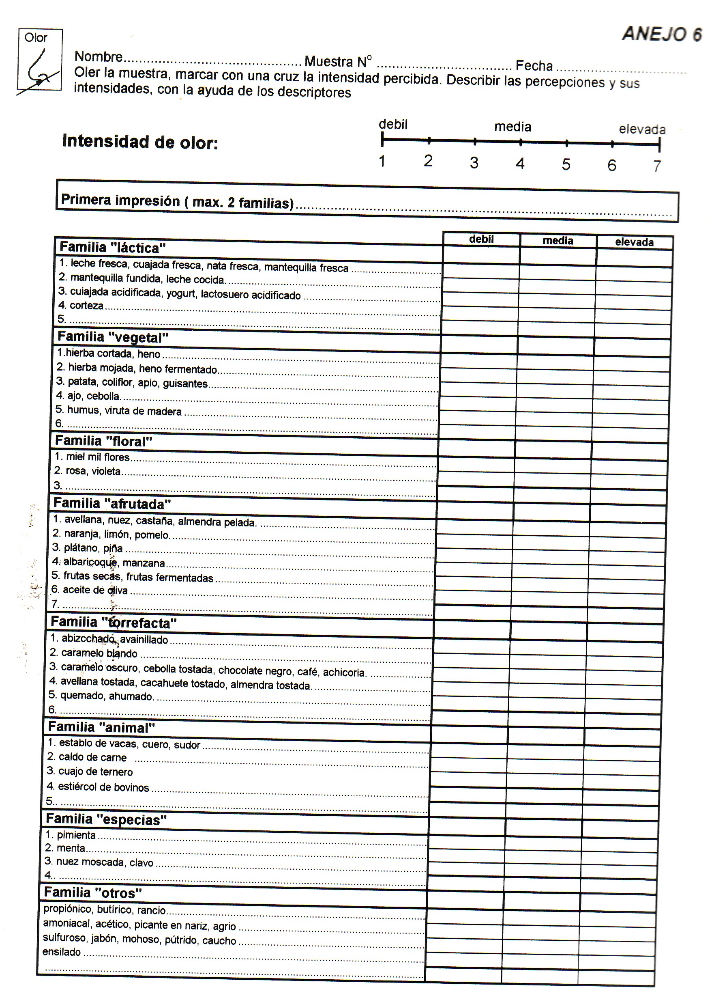 ANEJO 6
Olor
Nombre............................................ Muestra Nº .................................. Fecha .................................
Oler la muestra, marcar con una cruz la intensidad percibida. Describir las percepciones y sus
intensidades, con la ayuda de los descriptores
debil media elevada
Intensidad de olor:
1 2 3 4 5 6 7
Primera impresión ( max. 2 familias)..........................................................................
debil media elevada
Familia "láctica"
1. leche fresca, cuajada fresca, nata fresca, mantequilla fresca ..............................
2. mantequilla fundida, leche cocida..............................
3. cuiajada acidificada, yogurt, lactosuero acidificado ..............................
4. corteza..............................
5. ..............................
Familia "vegetal"
1.hierba cortada, heno ..............................
2. hierba mojada, heno fermentado..............................
3. patata, coliflor, apio, guisantes..............................
4. ajo, cebolla..............................
5. humus, viruta de madera ..............................
6. ..............................
Familia "floral"
1. miel mil flores..............................
2. rosa, violeta..............................
3. ..............................
Familia "afrutada"
1. avellana, nuez, castaña, almendra pelada. ..............................
2. naranja, limón, pomelo..............................
3. plátano, piña ..............................
4. albaricoque, manzana..............................
5. frutas secas, frutas fermentadas ..............................
6. aceite de oliva ..............................
7. ..............................
Familia "torrefacta"
1. abizcchado, avainillado ..............................
2. caramelo blando ..............................
3. caramelo oscuro, cebolla tostada, chocolate negro, café, achicoria. ..............................
4. avellana tostada, cacahuete tostado, almendra tostada..............................
5. quemado, ahumado. ..............................
6. ..............................
Familia "animal"
1. establo de vacas, cuero, sudor ..............................
2. caldo de carne ..............................
3. cuajo de ternero
4. estiércol de bovinos ..............................
5.. ..............................
Familia "especias"
1. pimienta ..............................
2. menta..............................
3. nuez moscada, clavo ..............................
4.. ..............................
Familia "otros"
propiónico, butírico, rancio..............................
amoniacal, acético, picante en nariz, agrio ..............................
sulfuroso, jabón, mohoso, pútrido, caucho ..............................
ensilado ..............................
..............................